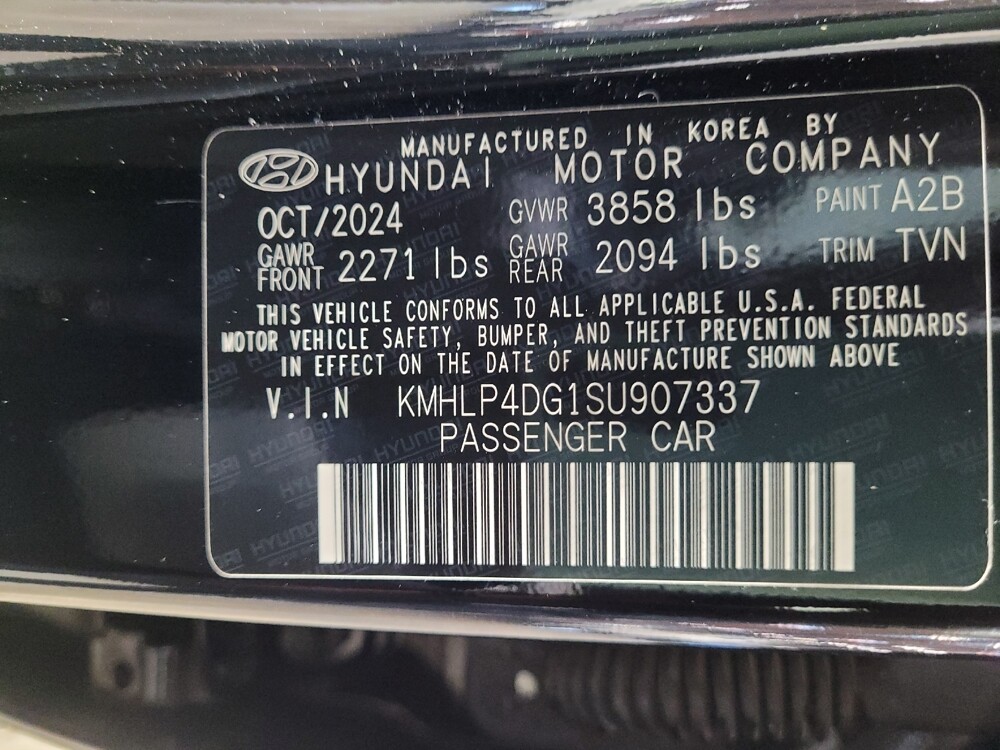 MANUFACTURED IN KOREA BY
HYUNDAI MOTOR COMPANY
OCT/2024 GVWR 3858 lbs PAINT A2B
GAWR FRONT 2271 lbs GAWR REAR 2094 lbs TRIM TVN
THIS VEHICLE CONFORMS TO ALL APPLICABLE U.S.A. FEDERAL
MOTOR VEHICLE SAFETY, BUMPER, AND THEFT PREVENTION STANDARDS
IN EFFECT ON THE DATE OF MANUFACTURE SHOWN ABOVE
V.I.N KMHLP4DG1SU907337
PASSENGER CAR